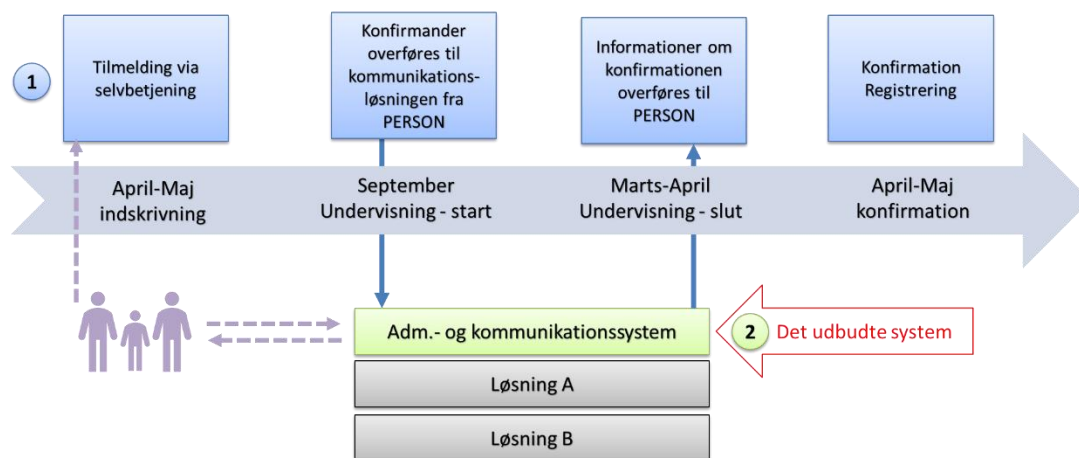 1
Tilmelding via
selvbetjening
Konfirmander
overføres til
kommunikations-
løsningen fra
PERSON
Informationer om
konfirmationen
overføres til
PERSON
Konfirmation
Registrering
April-Maj
indskrivning
September
Undervisning - start
Marts-April
Undervisning - slut
April-Maj
konfirmation
Adm.- og kommunikationssystem
2
Det udbudte system
Løsning A
Løsning B